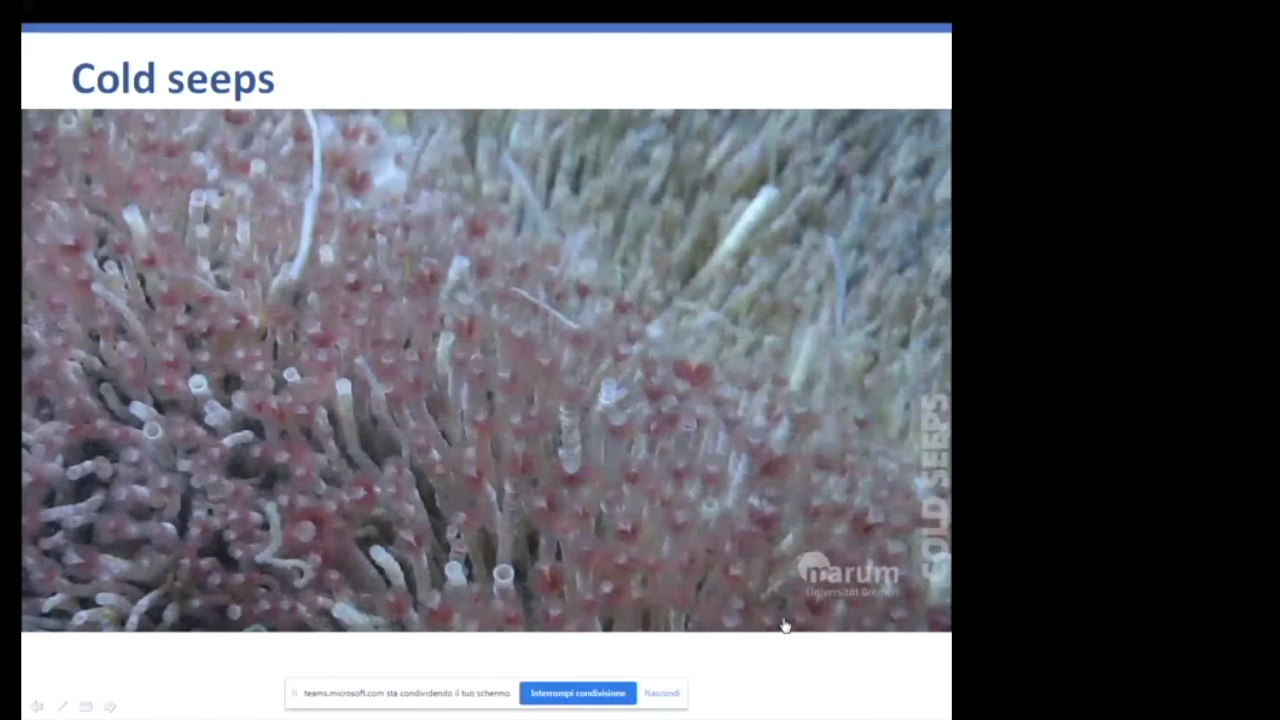 Cold seeps
COLD SEEPS
marum
Universität Bremen
teams.microsoft.com sta condividendo il tuo schermo.
Interrompi condivisione
Nascondi